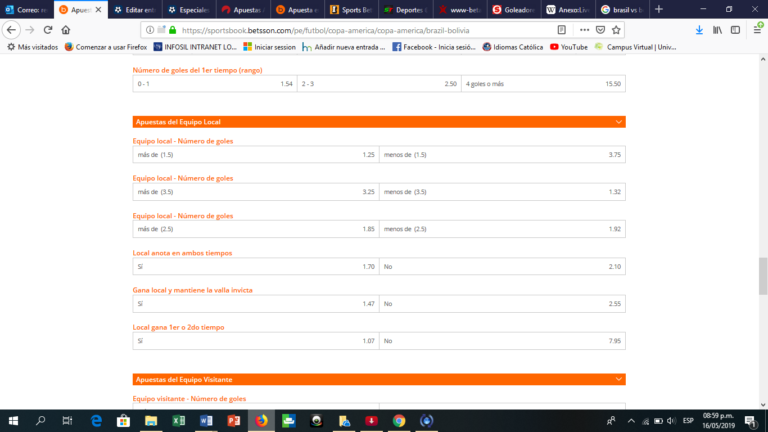 Correo: re
Apuest
Editar ent
Especiales
Apuestas
Apuesta e
Sports Bet
Deportes
www-bets
Goleadore
Anexo:Live
brasil vs b
https://sportsbook.betsson.com/pe/futbol/copa-america/copa-america/brazil-bolivia
Más visitados
Comenzar a usar Firefox
INFOSIL INTRANET LO...
Iniciar session
Añadir nueva entrada ...
Facebook - Inicia sesió...
Idiomas Católica
YouTube
Campus Virtual | Univ...
Número de goles del 1er tiempo (rango)
0 - 1 1.54 2 - 3 2.50 4 goles o más 15.50
Apuestas del Equipo Local
Equipo local - Número de goles
más de (1.5) 1.25 menos de (1.5) 3.75
Equipo local - Número de goles
más de (3.5) 3.25 menos de (3.5) 1.32
Equipo local - Número de goles
más de (2.5) 1.85 menos de (2.5) 1.92
Local anota en ambos tiempos
Sí 1.70 No 2.10
Gana local y mantiene la valla invicta
Sí 1.47 No 2.55
Local gana 1er o 2do tiempo
Sí 1.07 No 7.95
Apuestas del Equipo Visitante
Equipo visitante - Número de goles
ESP
08:59 p.m.
16/05/2019